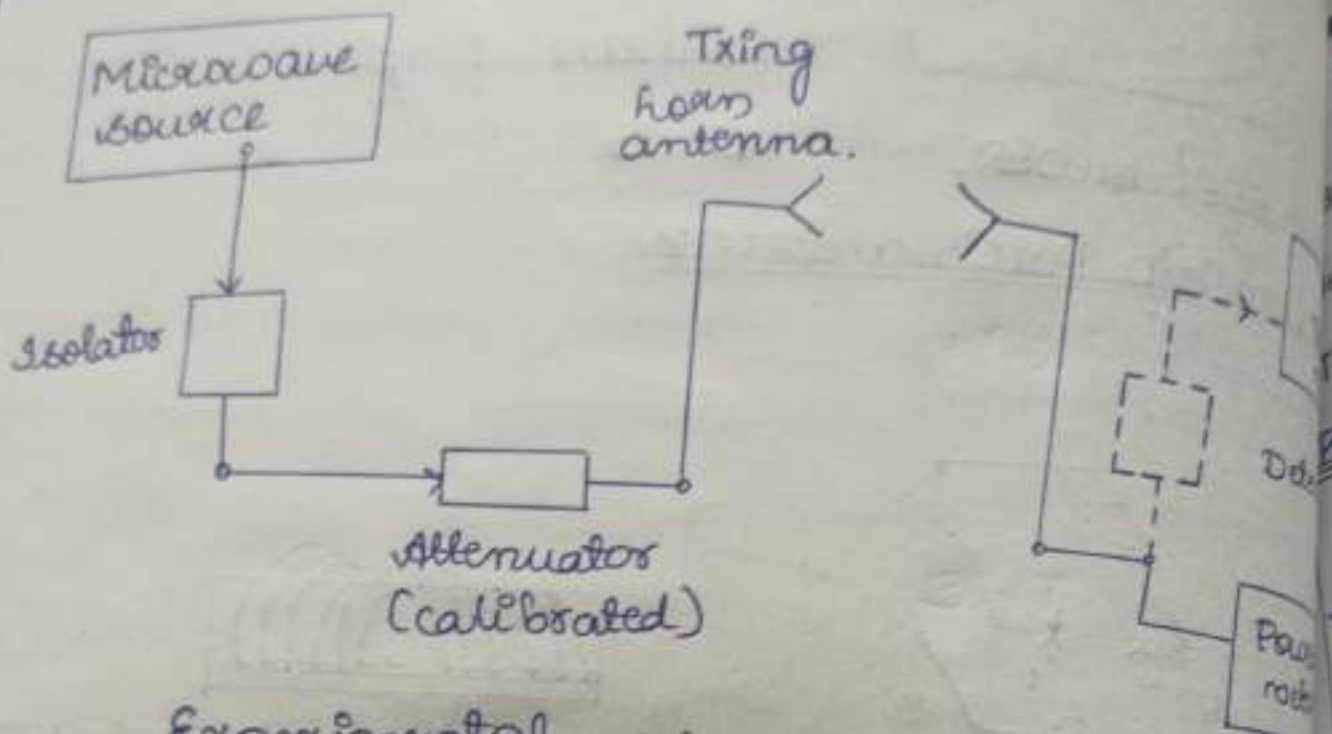 Microwave
source
Txing
horn
antenna.
Isolator
Attenuator
(calibrated)